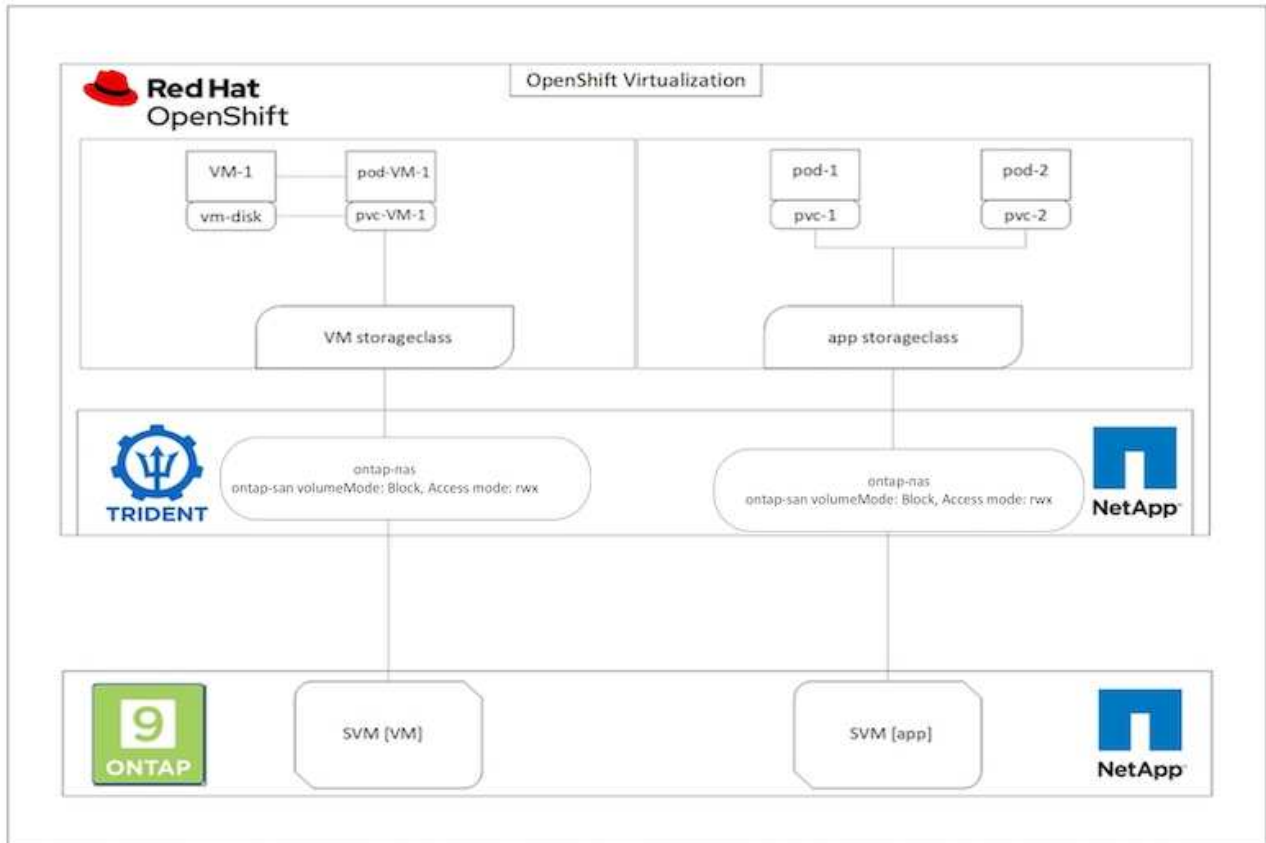 Red Hat
OpenShift
OpenShift Virtualization
VM-1
pod-VM-1
vm-disk
pvc-VM-1
pod-1
pod-2
pvc-1
pvc-2
VM storageclass
app storageclass
TRIDENT
ontap-nas
ontap-san volumeMode: Block, Access mode: rwx
ontap-nas
ontap-san volumeMode: Block, Access mode: rwx
NetApp
9
ONTAP
SVM [VM]
SVM [app]
NetApp